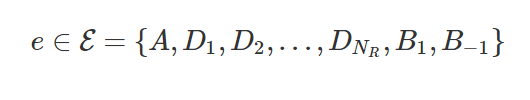 e ∈ ℰ = {A, D₁, D₂, …, D_{N_R}, B₁, B₋₁}